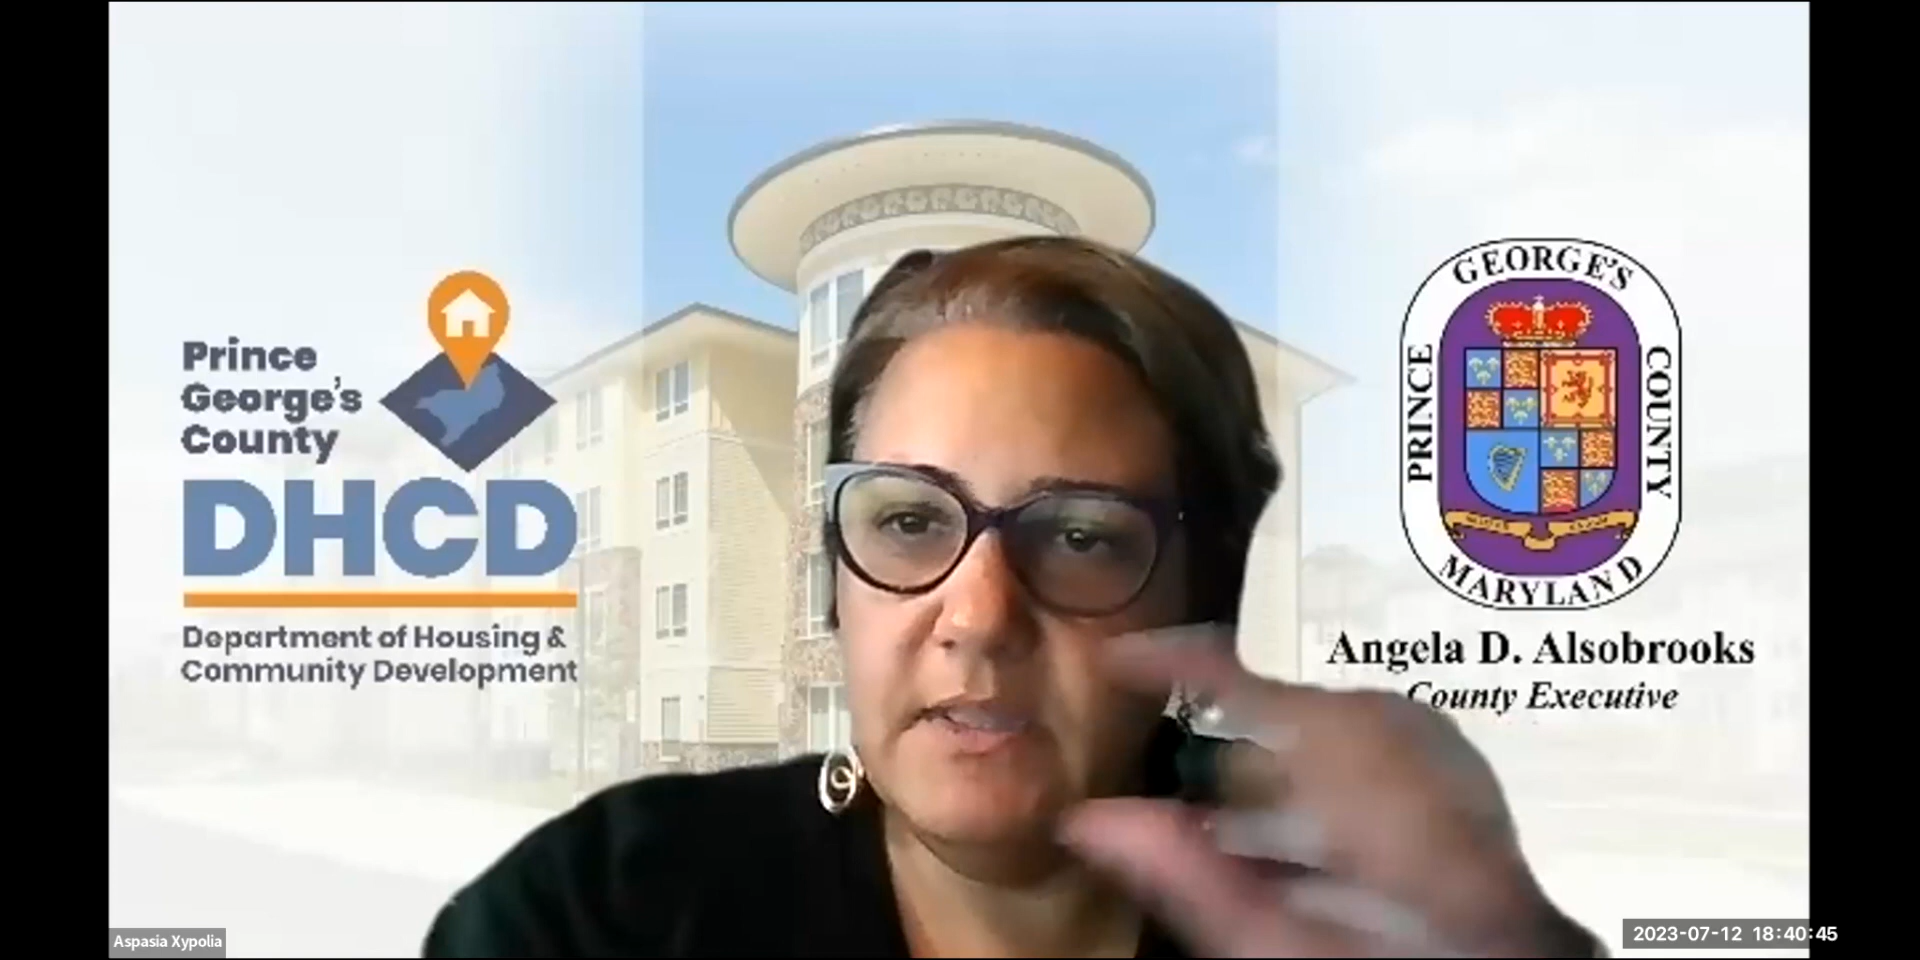 Prince
George's
County
DHCD
Department of Housing &
Community Development
PRINCE GEORGE'S COUNTY
MARYLAND
Angela D. Alsobrooks
County Executive
Aspasia Xypolia
2023-07-12 18:40:45